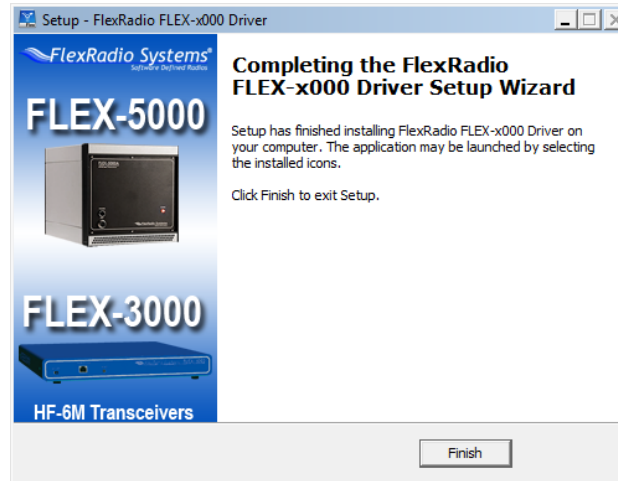 Setup - FlexRadio FLEX-x000 Driver
FlexRadio Systems®
Software Defined Radios
FLEX-5000
FLEX-3000
HF-6M Transceivers
Completing the FlexRadio
FLEX-x000 Driver Setup Wizard
Setup has finished installing FlexRadio FLEX-x000 Driver on
your computer. The application may be launched by selecting
the installed icons.
Click Finish to exit Setup.
Finish